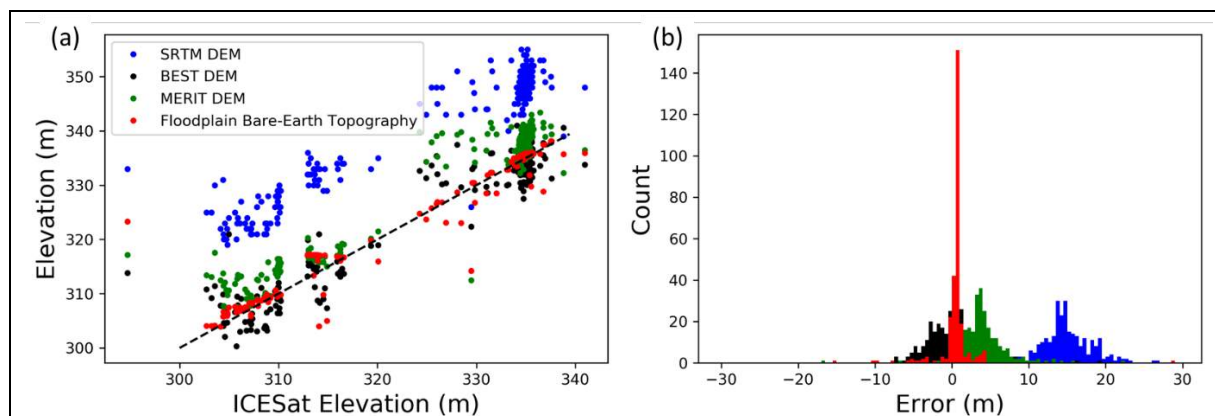 (a)
SRTM DEM
BEST DEM
MERIT DEM
Floodplain Bare-Earth Topography
350
340
330
320
310
300
Elevation (m)
300
310
320
330
340
ICESat Elevation (m)
(b)
140
120
100
80
60
40
20
0
Count
−30
−20
−10
0
10
20
30
Error (m)